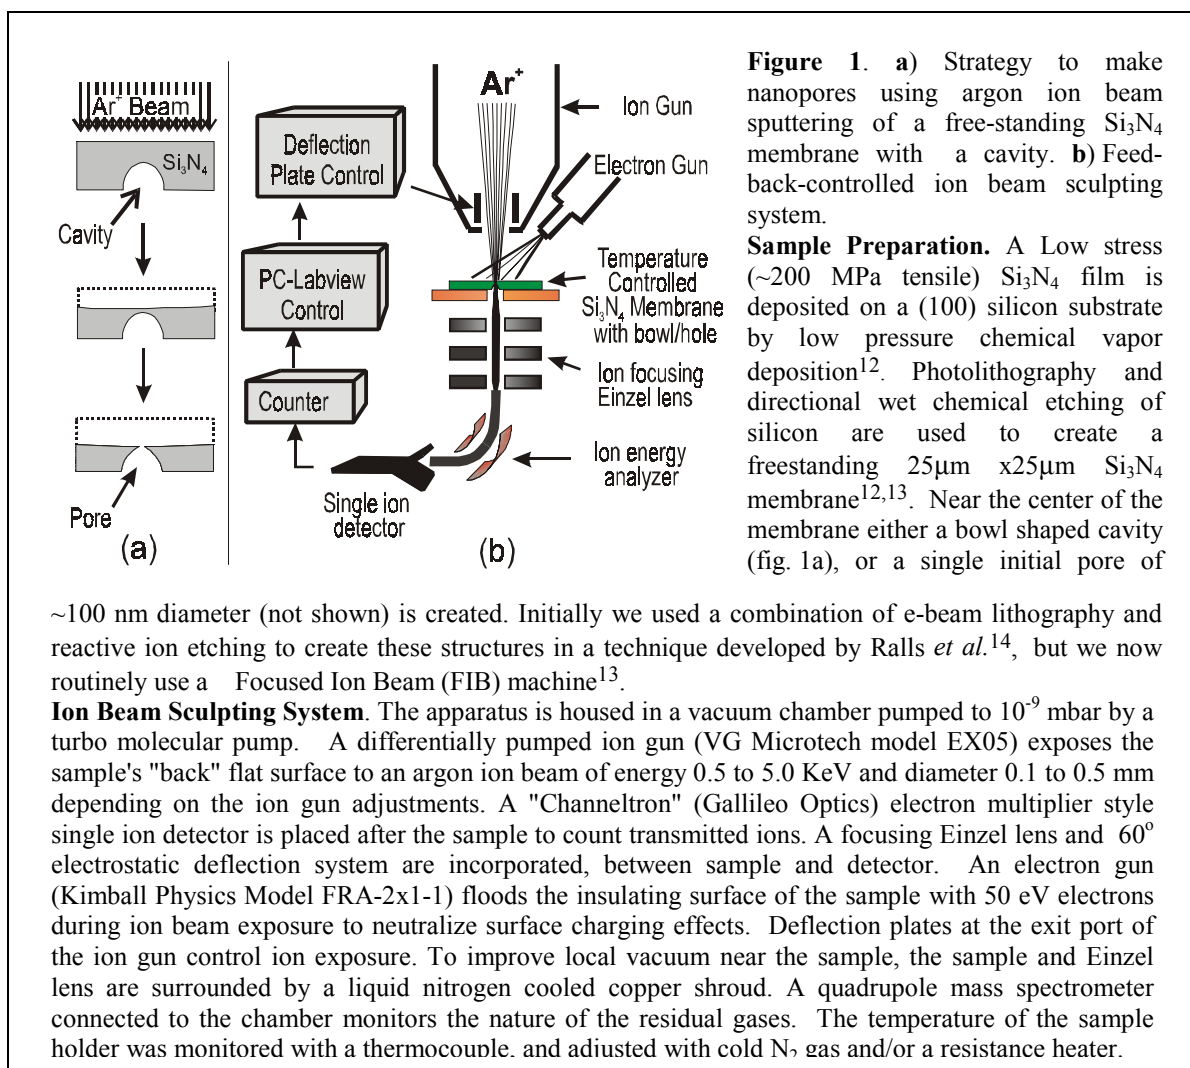 Ar⁺ Beam
Si₃N₄
Cavity
Pore
(a)
Ar⁺
Ion Gun
Deflection
Plate Control
Electron Gun
PC-Labview
Control
Temperature
Controlled
Si₃N₄ Membrane
with bowl/hole
Counter
Ion focusing
Einzel lens
Ion energy
analyzer
Single ion
detector
(b)
Figure 1. a) Strategy to make
nanopores using argon ion beam
sputtering of a free-standing Si₃N₄
membrane with a cavity. b) Feed-
back-controlled ion beam sculpting
system.
Sample Preparation. A Low stress
(~200 MPa tensile) Si₃N₄ film is
deposited on a (100) silicon substrate
by low pressure chemical vapor
deposition¹². Photolithography and
directional wet chemical etching of
silicon are used to create a
freestanding 25μm x25μm Si₃N₄
membrane¹²,¹³. Near the center of the
membrane either a bowl shaped cavity
(fig. 1a), or a single initial pore of
~100 nm diameter (not shown) is created. Initially we used a combination of e-beam lithography and
reactive ion etching to create these structures in a technique developed by Ralls et al.¹⁴, but we now
routinely use a Focused Ion Beam (FIB) machine¹³.
Ion Beam Sculpting System. The apparatus is housed in a vacuum chamber pumped to 10⁻⁹ mbar by a
turbo molecular pump. A differentially pumped ion gun (VG Microtech model EX05) exposes the
sample's "back" flat surface to an argon ion beam of energy 0.5 to 5.0 KeV and diameter 0.1 to 0.5 mm
depending on the ion gun adjustments. A "Channeltron" (Gallileo Optics) electron multiplier style
single ion detector is placed after the sample to count transmitted ions. A focusing Einzel lens and 60°
electrostatic deflection system are incorporated, between sample and detector. An electron gun
(Kimball Physics Model FRA-2x1-1) floods the insulating surface of the sample with 50 eV electrons
during ion beam exposure to neutralize surface charging effects. Deflection plates at the exit port of
the ion gun control ion exposure. To improve local vacuum near the sample, the sample and Einzel
lens are surrounded by a liquid nitrogen cooled copper shroud. A quadrupole mass spectrometer
connected to the chamber monitors the nature of the residual gases. The temperature of the sample
holder was monitored with a thermocouple, and adjusted with cold N₂ gas and/or a resistance heater.